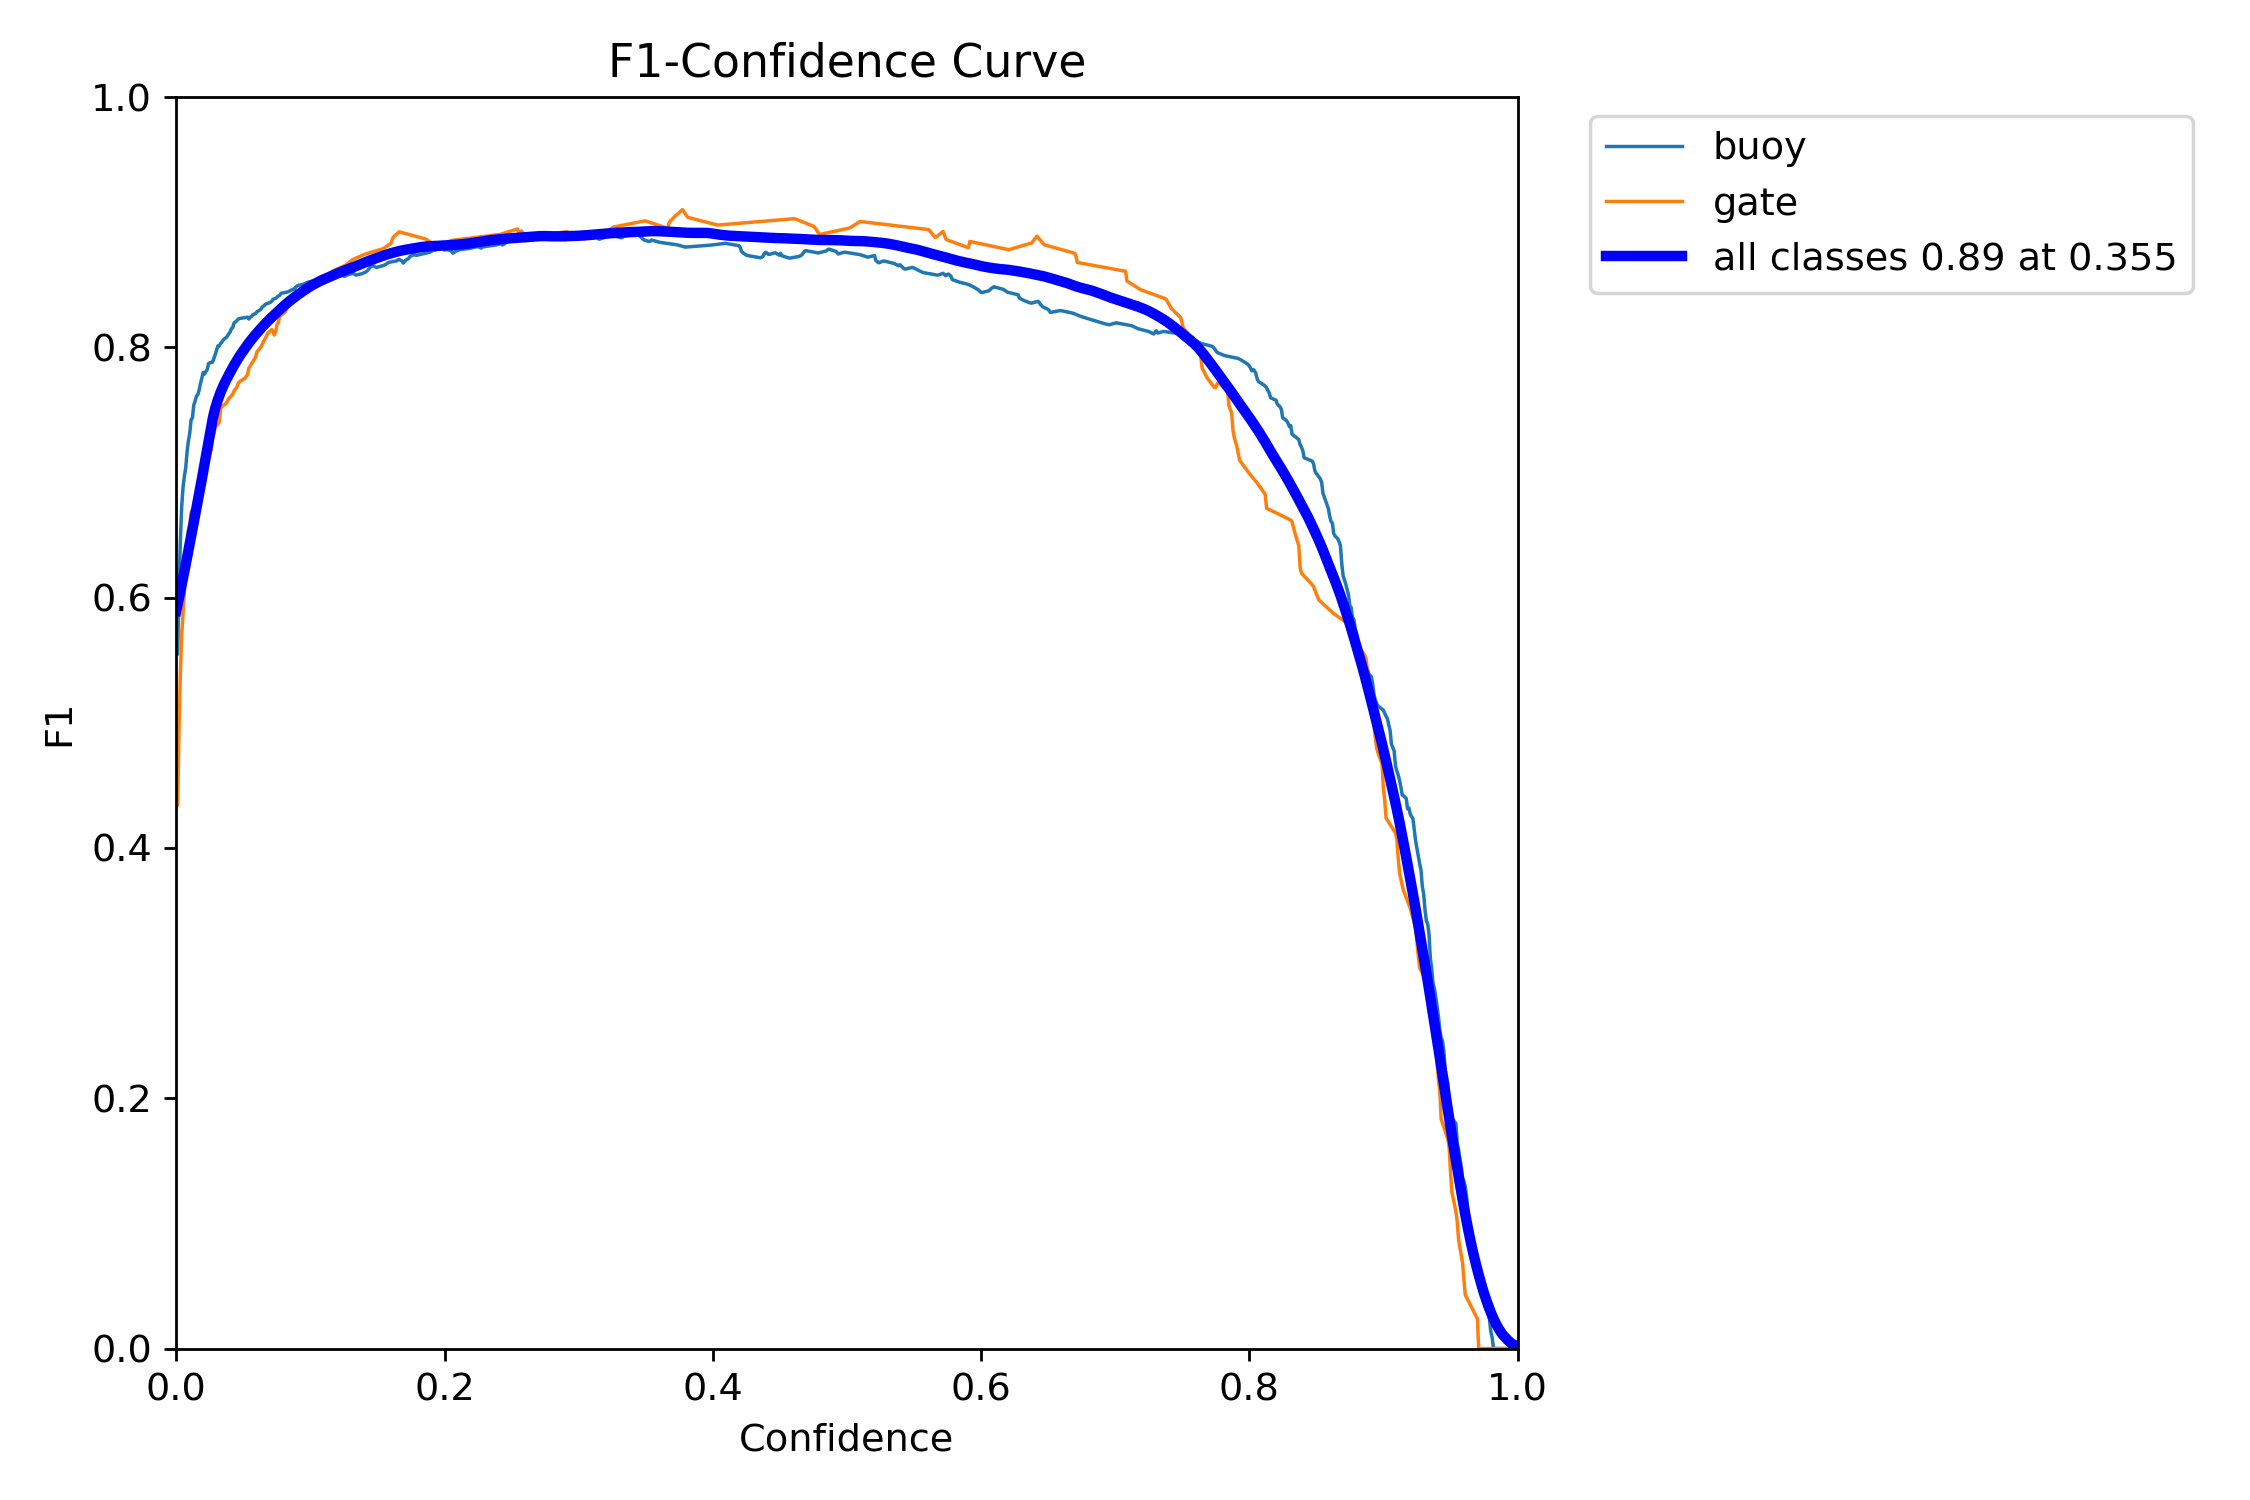 F1-Confidence Curve
1.0
0.8
0.6
0.4
0.2
0.0
F1
0.0 0.2 0.4 0.6 0.8 1.0
Confidence
buoy
gate
all classes 0.89 at 0.355